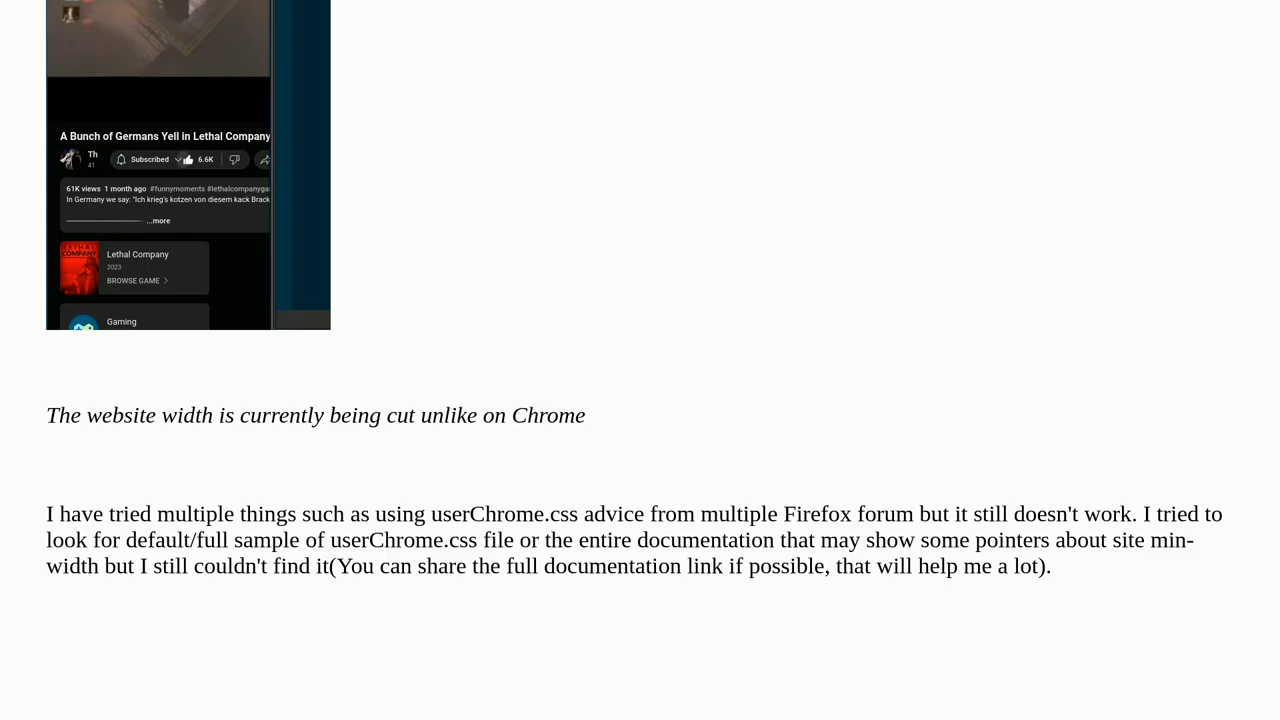 A Bunch of Germans Yell in Lethal Company
Th
41
Subscribed
6.6K
61K views 1 month ago #funnymoments #lethalcompanyga
In Germany we say: "Ich krieg's kotzen von diesem kack Brack
...more
LETHAL
COMPANY
Lethal Company
2023
BROWSE GAME
Gaming
The website width is currently being cut unlike on Chrome
I have tried multiple things such as using userChrome.css advice from multiple Firefox forum but it still doesn't work. I tried to
look for default/full sample of userChrome.css file or the entire documentation that may show some pointers about site min-
width but I still couldn't find it(You can share the full documentation link if possible, that will help me a lot).